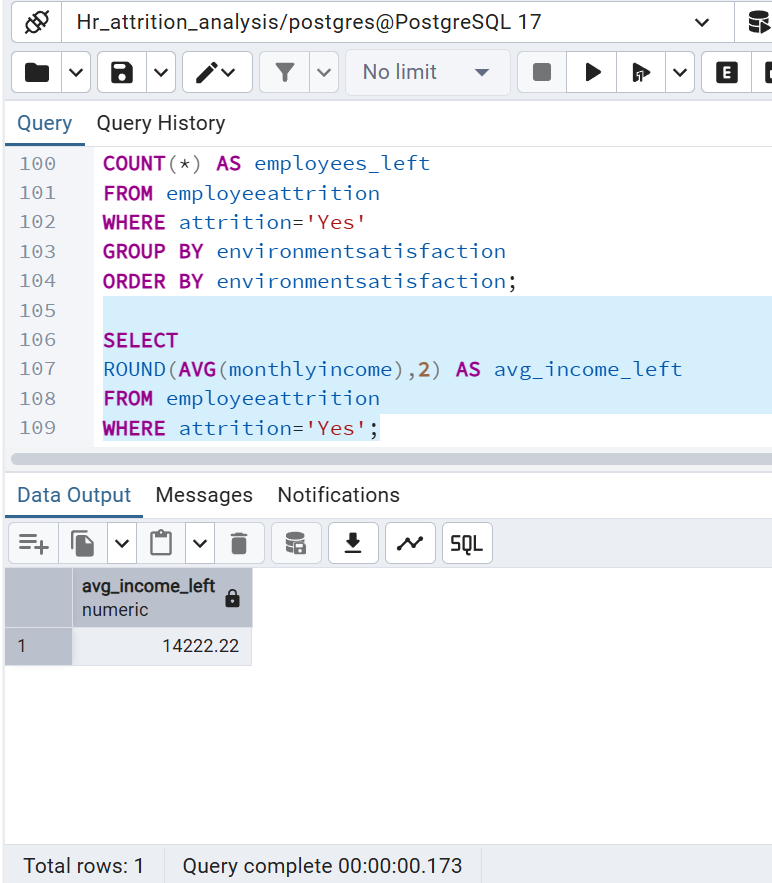 Hr_attrition_analysis/postgres@PostgreSQL 17
No limit
E
Query Query History
100 COUNT(*) AS employees_left
101 FROM employeeattrition
102 WHERE attrition='Yes'
103 GROUP BY environmentsatisfaction
104 ORDER BY environmentsatisfaction;
105
106 SELECT
107 ROUND(AVG(monthlyincome),2) AS avg_income_left
108 FROM employeeattrition
109 WHERE attrition='Yes';
Data Output Messages Notifications
SQL
avg_income_left
numeric
1 14222.22
Total rows: 1 Query complete 00:00:00.173